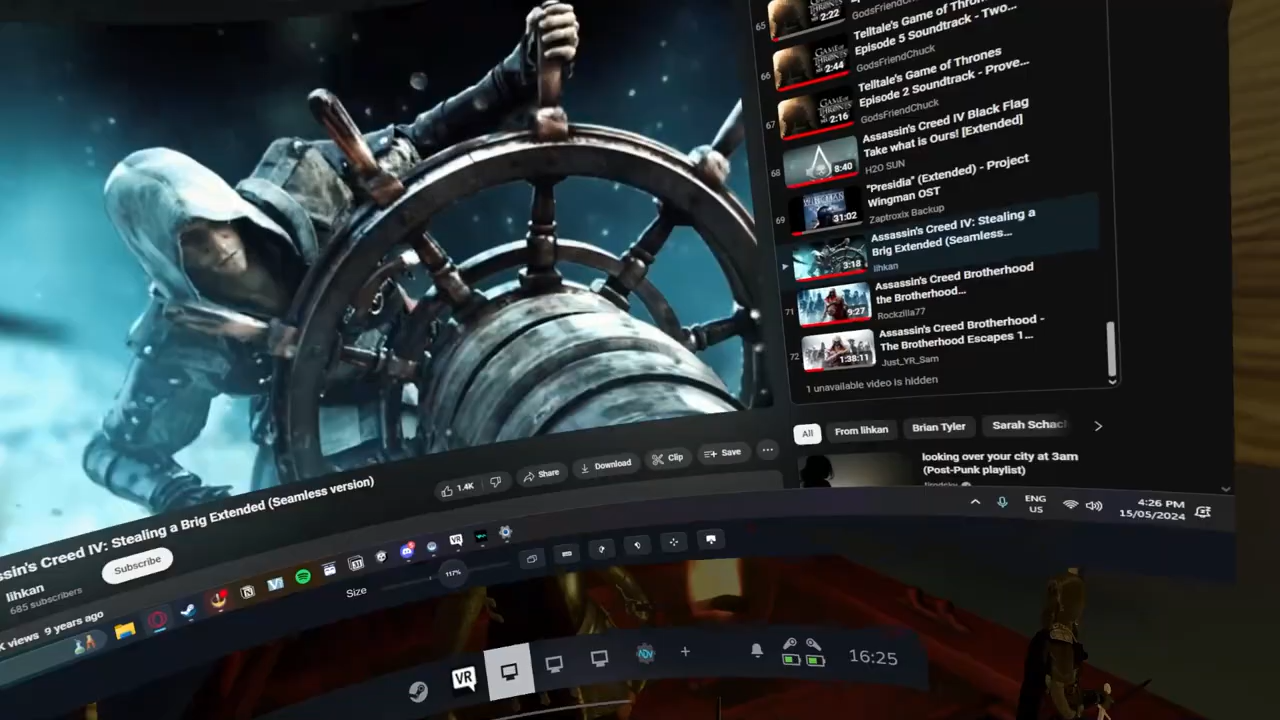 65
2:22
GodsFriendChuck
Telltale's Game of Thrones
Episode 5 Soundtrack - Two...
GodsFriendChuck
66
2:44
Telltale's Game of Thrones
Episode 2 Soundtrack - Prove...
GodsFriendChuck
67
2:16
Assassin's Creed IV Black Flag
Take what is Ours! [Extended]
H2O SUN
68
8:40
"Presidia" (Extended) - Project
Wingman OST
Zaptroxix Backup
69
31:02
Assassin's Creed IV: Stealing a
Brig Extended (Seamless...
lihkan
3:18
Assassin's Creed Brotherhood
the Brotherhood...
Rockzilla77
71
9:27
Assassin's Creed Brotherhood -
The Brotherhood Escapes 1...
Just_YR_Sam
72
1:38:11
1 unavailable video is hidden
All
From lihkan
Brian Tyler
Sarah Schac
looking over your city at 3am
(Post-Punk playlist)
ssin's Creed IV: Stealing a Brig Extended (Seamless version)
lihkan
685 subscribers
Subscribe
1.4K
Share
Download
Clip
Save
K views 9 years ago
ENG
US
4:26 PM
15/05/2024
Size
117%
VR
16:25